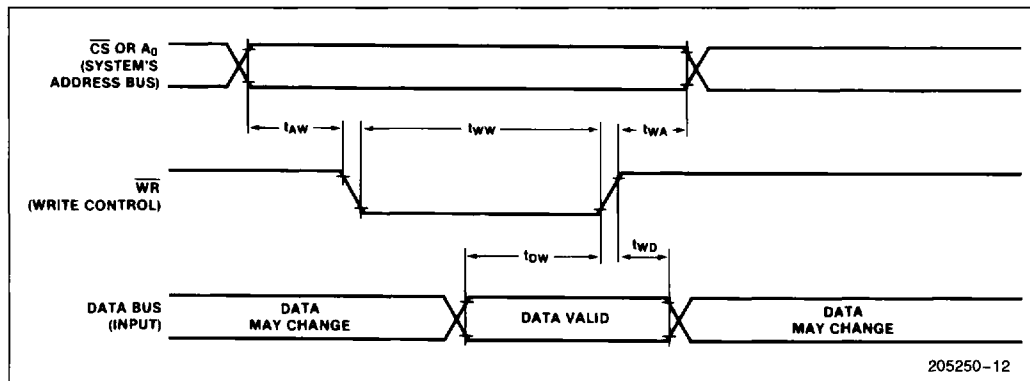 CS OR A0
(SYSTEM'S
ADDRESS BUS)
tAW
tWW
tWA
WR
(WRITE CONTROL)
tDW
tWD
DATA BUS
(INPUT)
DATA
MAY CHANGE
DATA VALID
DATA
MAY CHANGE
205250-12